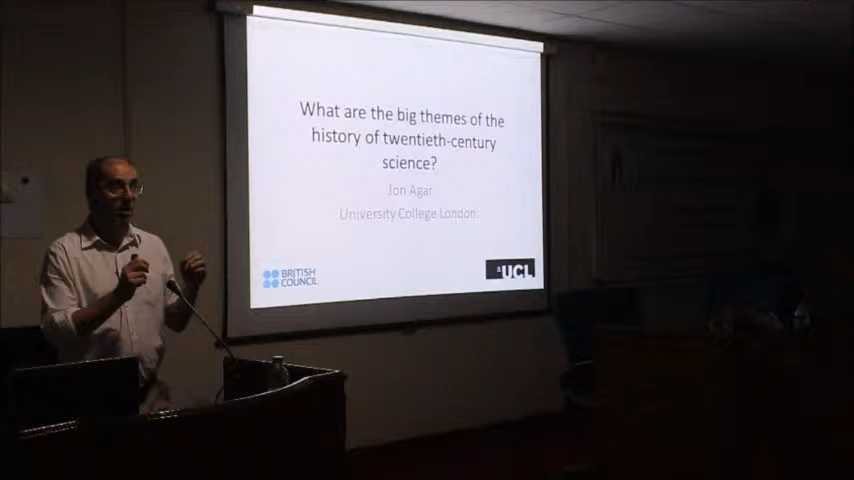 What are the big themes of the
history of twentieth-century
science?
Jon Agar
University College London
BRITISH
COUNCIL
UCL